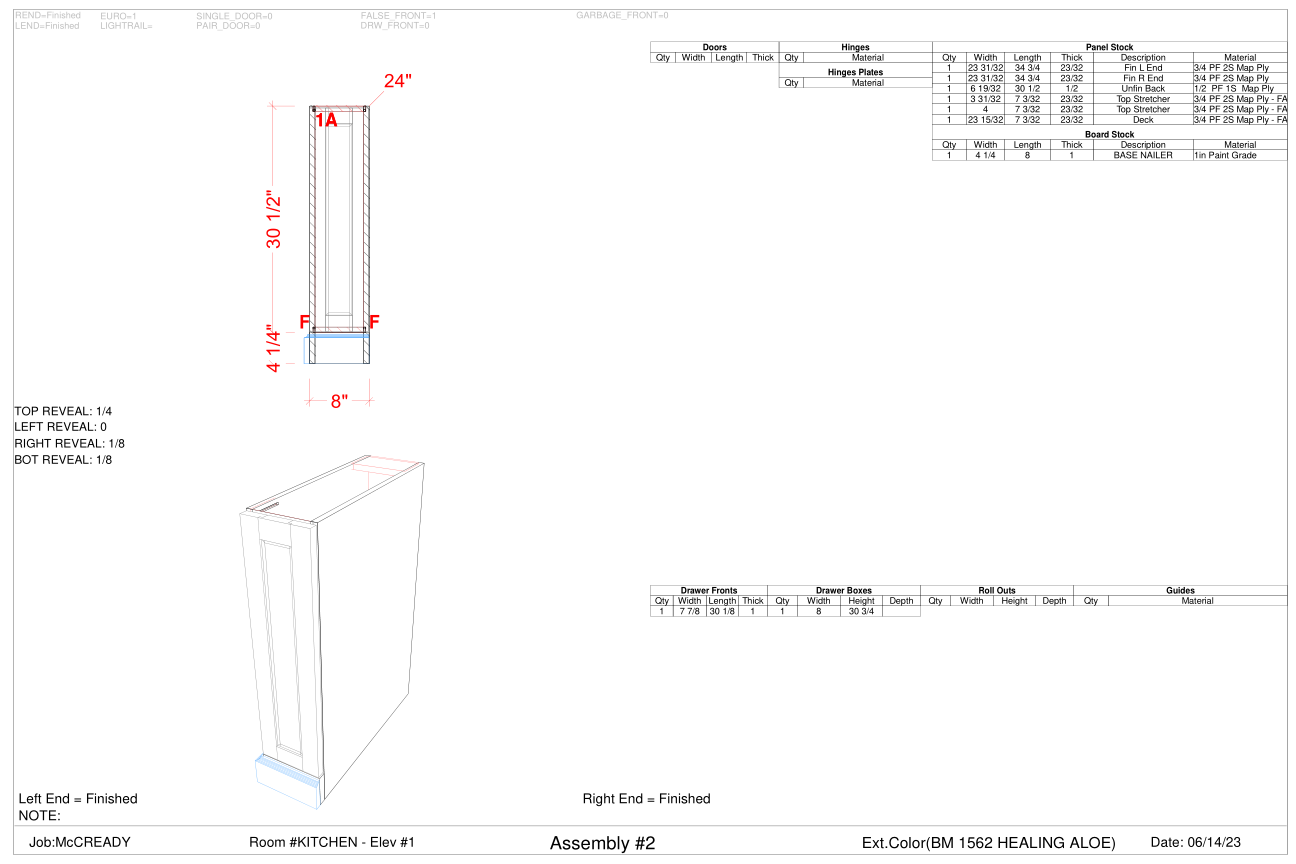 REND=Finished EURO=1 SINGLE_DOOR=0 FALSE_FRONT=1 GARBAGE_FRONT=0
LEND=Finished LIGHTRAIL= PAIR_DOOR=0 DRW_FRONT=0
Doors Hinges Panel Stock
Qty Width Length Thick Qty Material Qty Width Length Thick Description Material
1 23 31/32 34 3/4 23/32 Fin L End 3/4 PF 2S Map Ply
Hinges Plates
1 23 31/32 34 3/4 23/32 Fin R End 3/4 PF 2S Map Ply
Qty Material
1 6 19/32 30 1/2 1/2 Unfin Back 1/2 PF 1S Map Ply
1 3 31/32 7 3/32 23/32 Top Stretcher 3/4 PF 2S Map Ply - FA
1 4 7 3/32 23/32 Top Stretcher 3/4 PF 2S Map Ply - FA
1 23 15/32 7 3/32 23/32 Deck 3/4 PF 2S Map Ply - FA
Board Stock
Qty Width Length Thick Description Material
1 4 1/4 8 1 BASE NAILER 1in Paint Grade
24"
1A
30 1/2"
F F
4 1/4"
8"
TOP REVEAL: 1/4
LEFT REVEAL: 0
RIGHT REVEAL: 1/8
BOT REVEAL: 1/8
Drawer Fronts Drawer Boxes Roll Outs Guides
Qty Width Length Thick Qty Width Height Depth Qty Width Height Depth Qty Material
1 7 7/8 30 1/8 1 1 8 30 3/4
Left End = Finished Right End = Finished
NOTE:
Job:McCREADY Room #KITCHEN - Elev #1 Assembly #2 Ext.Color(BM 1562 HEALING ALOE) Date: 06/14/23